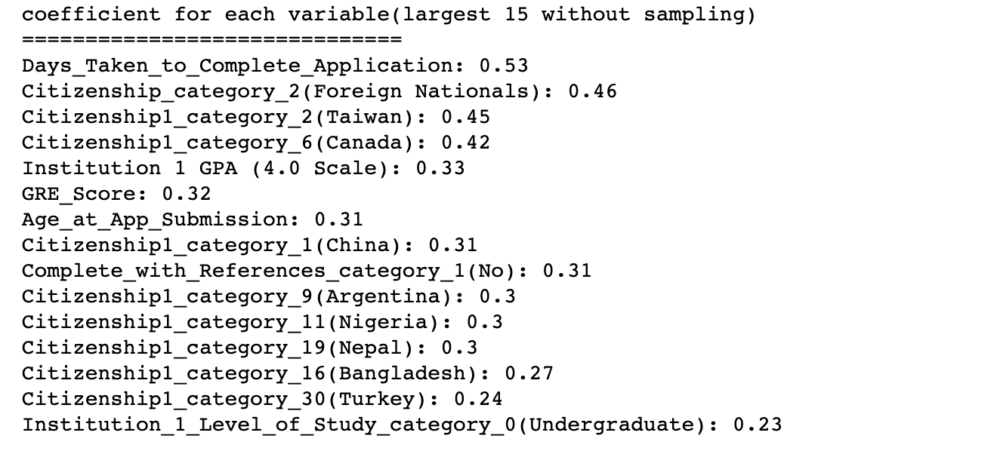 coefficient for each variable(largest 15 without sampling)
==============================
Days_Taken_to_Complete_Application: 0.53
Citizenship_category_2(Foreign Nationals): 0.46
Citizenship1_category_2(Taiwan): 0.45
Citizenship1_category_6(Canada): 0.42
Institution 1 GPA (4.0 Scale): 0.33
GRE_Score: 0.32
Age_at_App_Submission: 0.31
Citizenship1_category_1(China): 0.31
Complete_with_References_category_1(No): 0.31
Citizenship1_category_9(Argentina): 0.3
Citizenship1_category_11(Nigeria): 0.3
Citizenship1_category_19(Nepal): 0.3
Citizenship1_category_16(Bangladesh): 0.27
Citizenship1_category_30(Turkey): 0.24
Institution_1_Level_of_Study_category_0(Undergraduate): 0.23